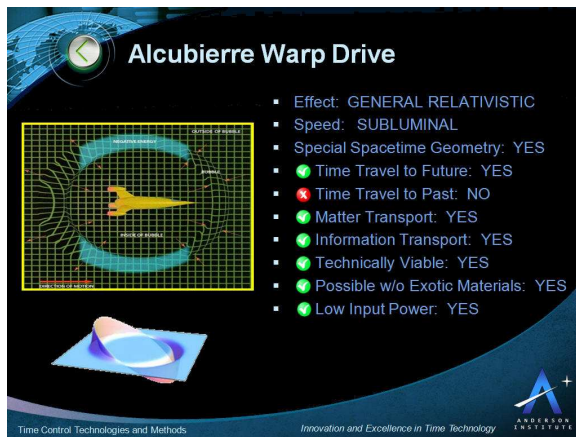 Alcubierre Warp Drive
Effect: GENERAL RELATIVISTIC
Speed: SUBLUMINAL
Special Spacetime Geometry: YES
Time Travel to Future: YES
Time Travel to Past: NO
Matter Transport: YES
Information Transport: YES
Technically Viable: YES
Possible w/o Exotic Materials: YES
Low Input Power: YES
OUTSIDE OF BUBBLE
NEGATIVE ENERGY
BUBBLE
INSIDE OF BUBBLE
DIRECTION OF MOTION
Time Control Technologies and Methods
Innovation and Excellence in Time Technology
ANDERSON
INSTITUTE